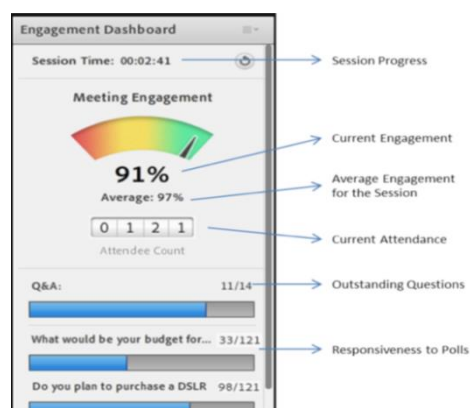 Engagement Dashboard
Session Time: 00:02:41
Session Progress
Meeting Engagement
91%
Current Engagement
Average: 97%
Average Engagement
for the Session
0 1 2 1
Current Attendance
Attendee Count
Q&A: 11/14
Outstanding Questions
What would be your budget for... 33/121
Responsiveness to Polls
Do you plan to purchase a DSLR 98/121